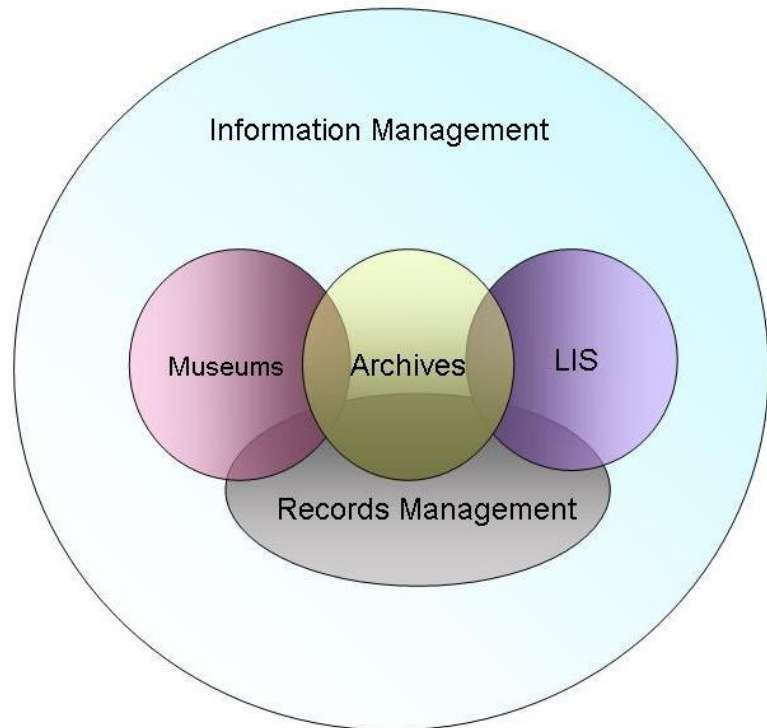 Information Management
Museums
Archives
LIS
Records Management